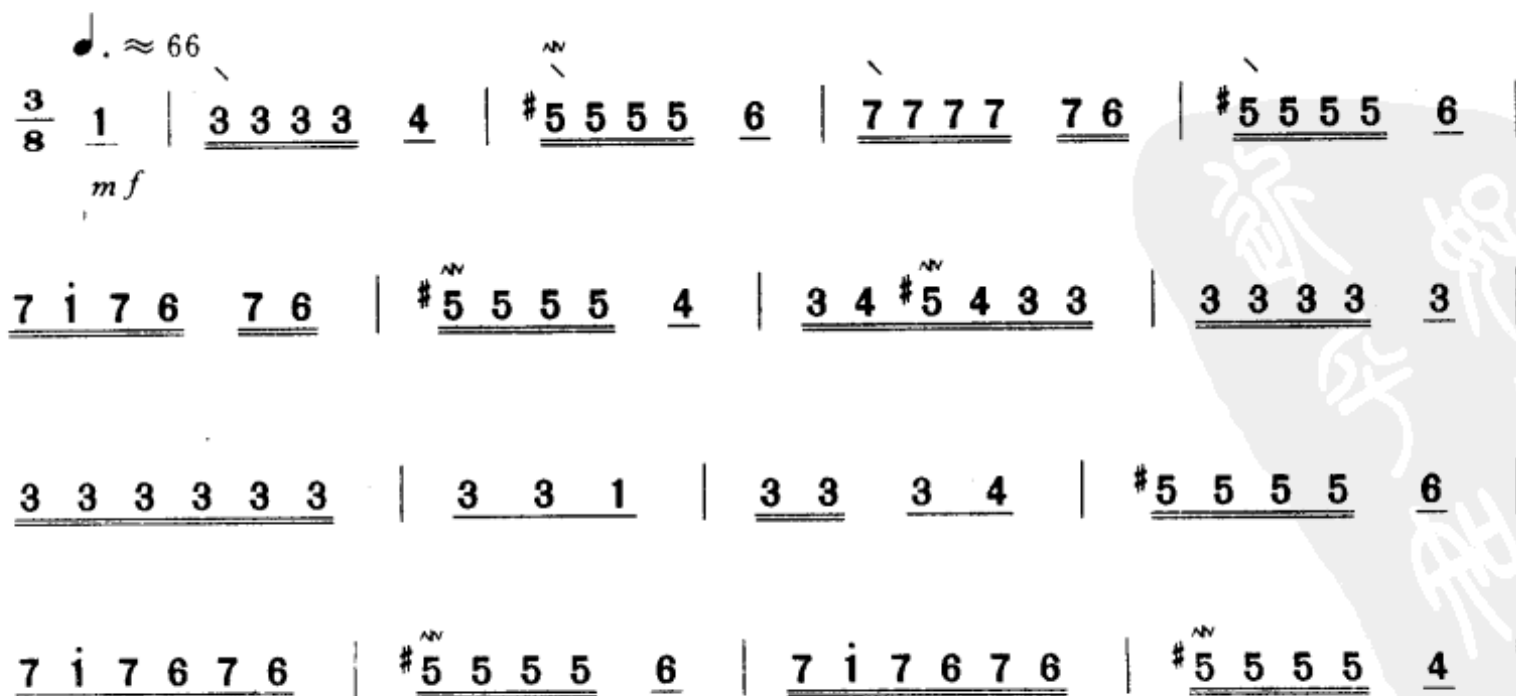 ♩. ≈ 66
3/8 1 | 3 3 3 3 4 | #5 5 5 5 6 | 7 7 7 7 7 6 | #5 5 5 5 6 |
mf
7 i 7 6 7 6 | #5 5 5 5 4 | 3 4 #5 4 3 3 | 3 3 3 3 3 |
3 3 3 3 3 3 | 3 3 1 | 3 3 3 4 | #5 5 5 5 6 |
7 i 7 6 7 6 | #5 5 5 5 6 | 7 i 7 6 7 6 | #5 5 5 5 4 |